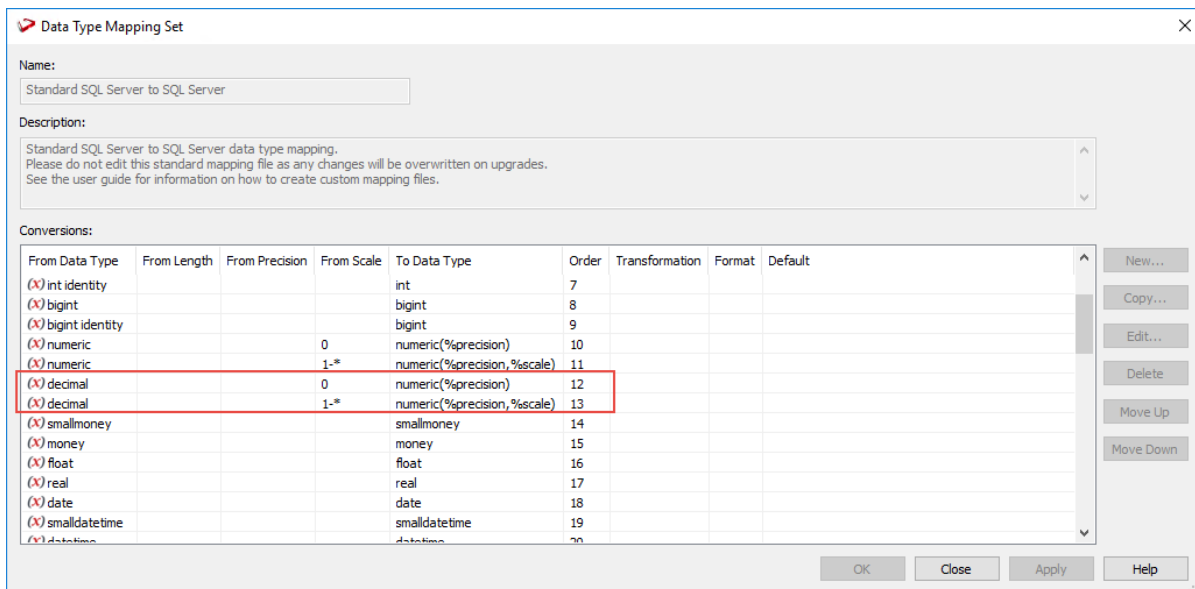 Data Type Mapping Set
Name:
Standard SQL Server to SQL Server
Description:
Standard SQL Server to SQL Server data type mapping.
Please do not edit this standard mapping file as any changes will be overwritten on upgrades.
See the user guide for information on how to create custom mapping files.
Conversions:
From Data Type From Length From Precision From Scale To Data Type Order Transformation Format Default
(x) int identity int 7
(x) bigint bigint 8
(x) bigint identity bigint 9
(x) numeric 0 numeric(%precision) 10
(x) numeric 1-* numeric(%precision,%scale) 11
(x) decimal 0 numeric(%precision) 12
(x) decimal 1-* numeric(%precision,%scale) 13
(x) smallmoney smallmoney 14
(x) money money 15
(x) float float 16
(x) real real 17
(x) date date 18
(x) smalldatetime smalldatetime 19
(x) datetime datetime 20
New...
Copy...
Edit...
Delete
Move Up
Move Down
OK Close Apply Help